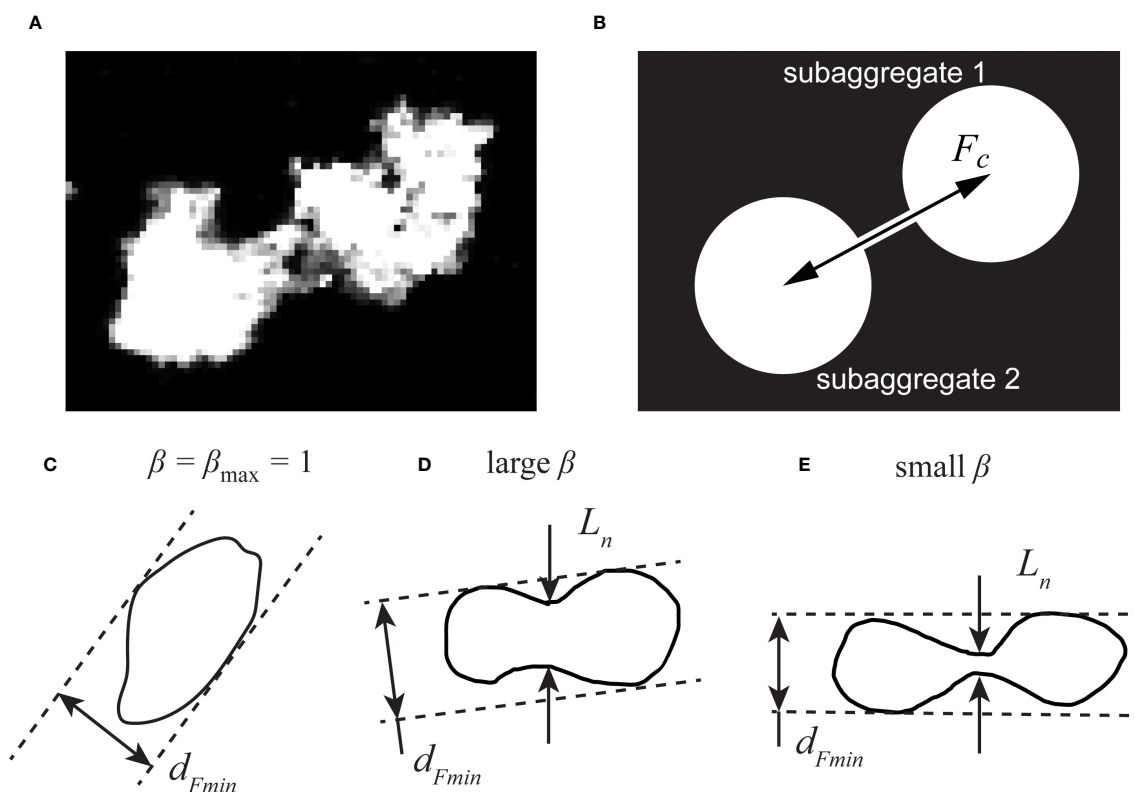 A
B
subaggregate 1
F_c
subaggregate 2
C
β = β_max = 1
D
large β
E
small β
L_n
L_n
d_Fmin
d_Fmin
d_Fmin